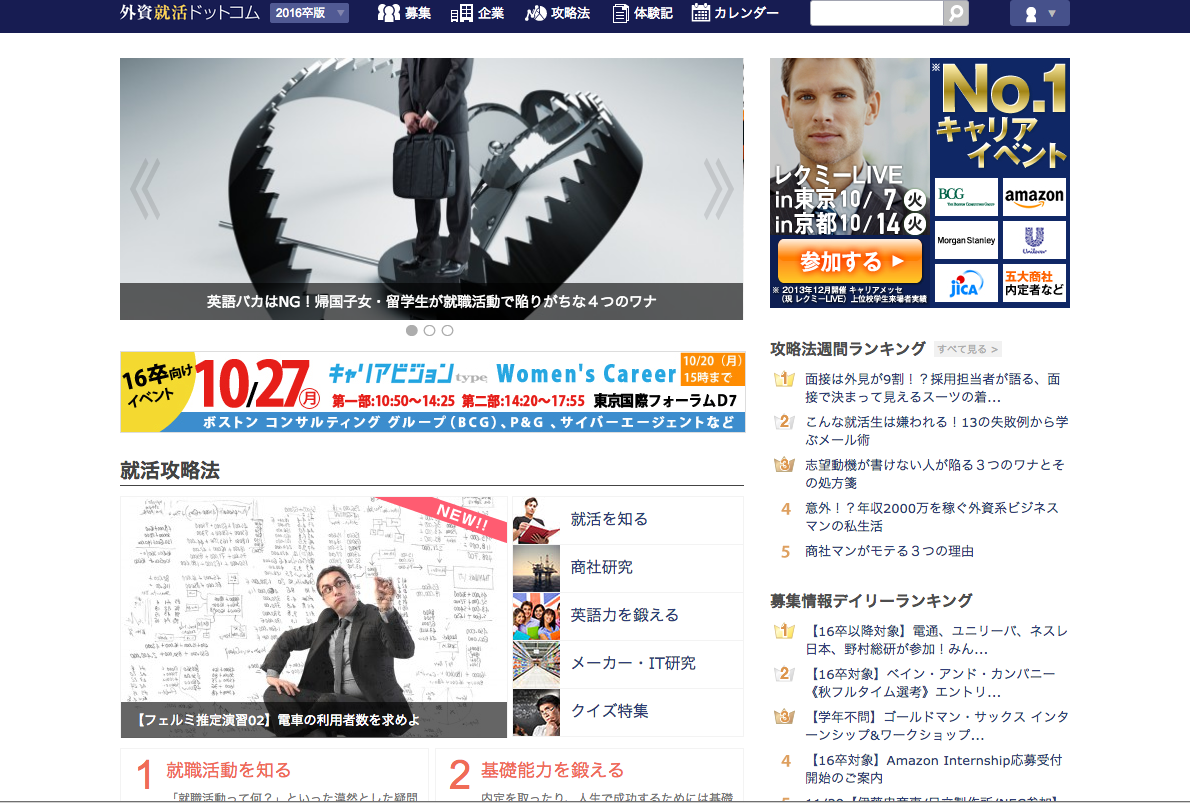 外資就活ドットコム
2016卒版 ▼
募集
企業
攻略法
体験記
カレンダー
▼
英語バカはNG！帰国子女・留学生が就職活動で陥りがちな４つのワナ
16卒向け
イベント
10/27月
キャリアビジョンtype Women's Career
10/20（月）
15時まで
第一部:10:50〜14:25 第二部:14:20〜17:55 東京国際フォーラムD7
ボストン コンサルティング グループ（BCG）、P&G 、サイバーエージェントなど
就活攻略法
NEW!!
【フェルミ推定演習02】電車の利用者数を求めよ
就活を知る
商社研究
英語力を鍛える
メーカー・IT研究
クイズ特集
1 就職活動を知る
「就職活動って何？」といった漠然とした疑問
2 基礎能力を鍛える
内定を取ったり、人生で成功するためには基礎
※
No.1
キャリア
イベント
レクミーLIVE
in東京10/ 7 火
in京都10/14 火
参加する ▶
※ 2013年12月開催 キャリアメッセ
（現 レクミーLIVE）上位校学生来場者実績
BCG
THE BOSTON CONSULTING GROUP
amazon
Morgan Stanley
Unilever
jICA
五大商社
内定者など
攻略法週間ランキング
すべて見る >
1 面接は外見が9割！？採用担当者が語る、面
接で決まって見えるスーツの着...
2 こんな就活生は嫌われる！13の失敗例から学
ぶメール術
3 志望動機が書けない人が陥る３つのワナとそ
の処方箋
4 意外！？年収2000万を稼ぐ外資系ビジネス
マンの私生活
5 商社マンがモテる３つの理由
募集情報デイリーランキング
1 【16卒以降対象】電通、ユニリーバ、ネスレ
日本、野村総研が参加！みん...
2 【16卒対象】ベイン・アンド・カンパニー
《秋フルタイム選考》エントリ...
3 【学年不問】ゴールドマン・サックス インタ
ーンシップ&ワークショップ...
4 【16卒対象】Amazon Internship応募受付
開始のご案内